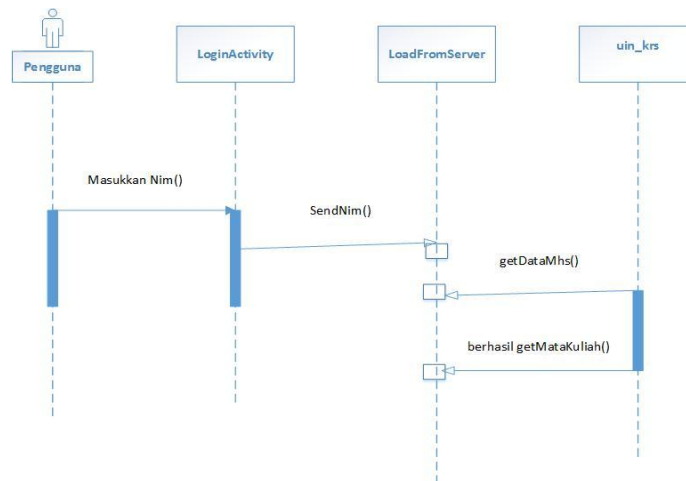 Pengguna
LoginActivity
LoadFromServer
uin_krs
Masukkan Nim()
SendNim()
getDataMhs()
berhasil getMataKuliah()